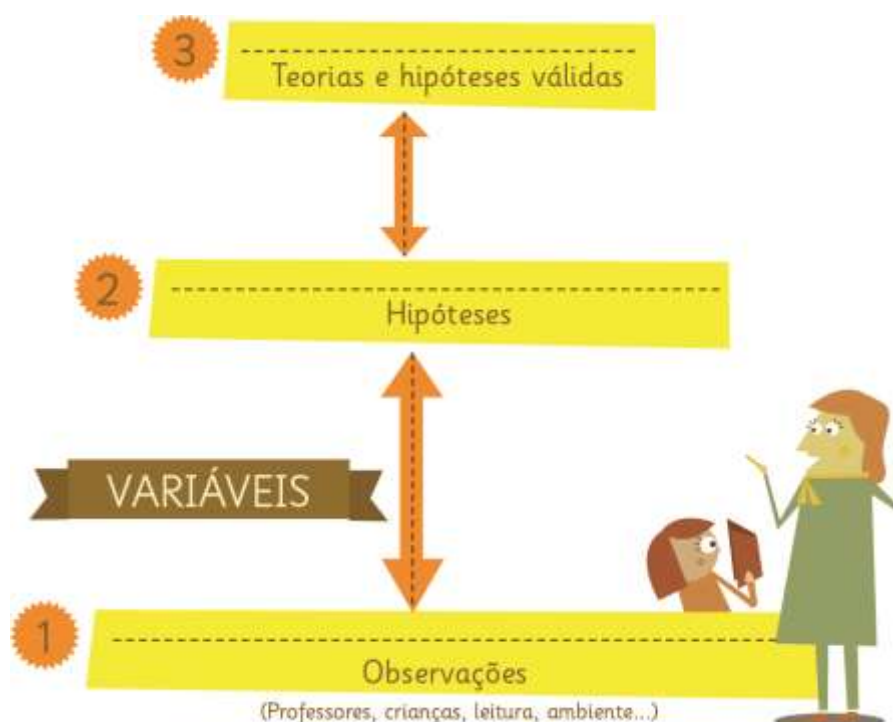 3
Teorias e hipóteses válidas
2
Hipóteses
VARIÁVEIS
1
Observações
(Professores, crianças, leitura, ambiente...)